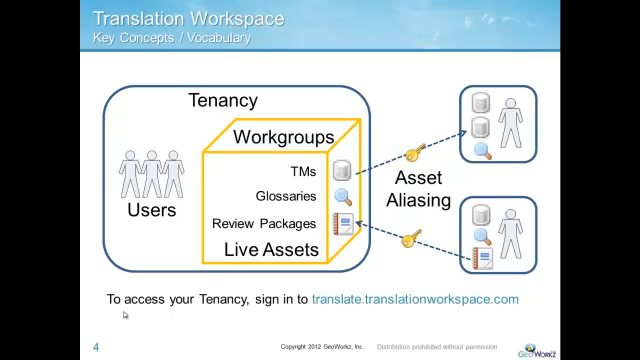 Translation Workspace
Key Concepts / Vocabulary
Tenancy
Workgroups
TMs
Glossaries
Review Packages
Live Assets
Users
Asset
Aliasing
To access your Tenancy, sign in to translate.translationworkspace.com
4
Copyright 2012 GeoWorkz, Inc. Distribution prohibited without permission
GEOWORKZ